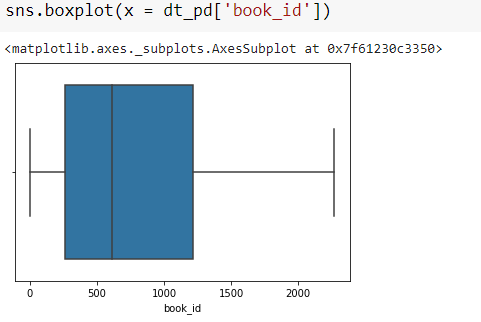 sns.boxplot(x = dt_pd['book_id'])
<matplotlib.axes._subplots.AxesSubplot at 0x7f61230c3350>
0 500 1000 1500 2000
book_id